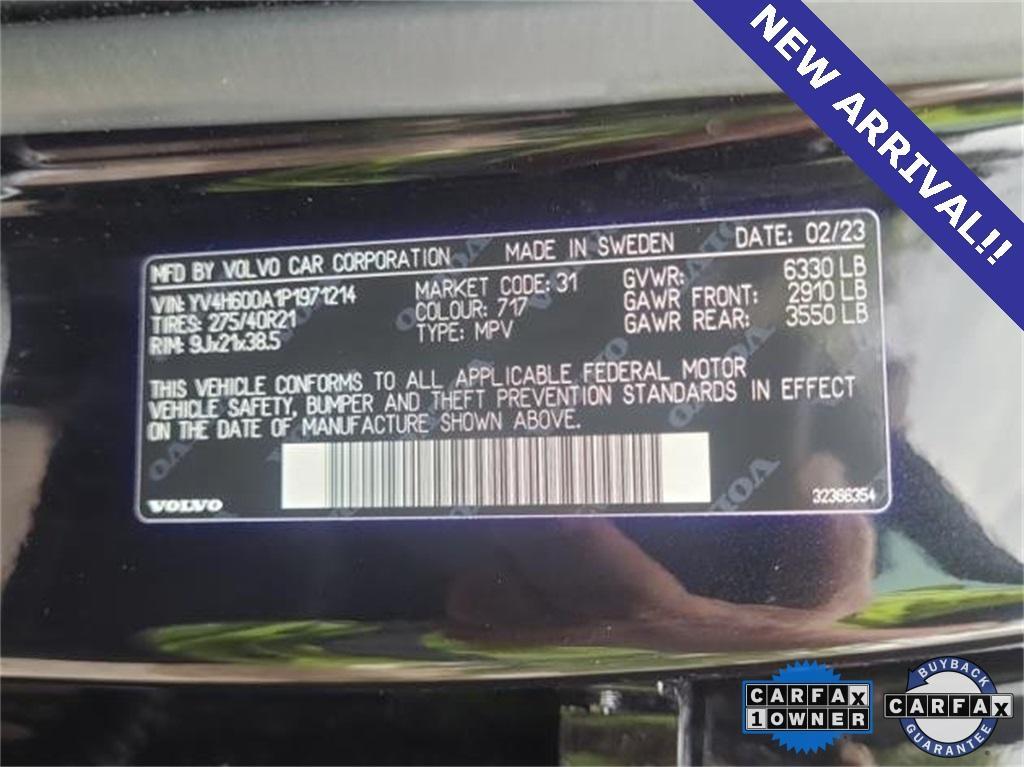 NEW ARRIVAL!!
MFD BY VOLVO CAR CORPORATION MADE IN SWEDEN DATE: 02/23
VIN: YV4H600A1P1971214 MARKET CODE: 31 GVWR: 6330 LB
TIRES: 275/40R21 COLOUR: 717 GAWR FRONT: 2910 LB
RIM: 9Jx21x38.5 TYPE: MPV GAWR REAR: 3550 LB
THIS VEHICLE CONFORMS TO ALL APPLICABLE FEDERAL MOTOR
VEHICLE SAFETY, BUMPER AND THEFT PREVENTION STANDARDS IN EFFECT
ON THE DATE OF MANUFACTURE SHOWN ABOVE.
VOLVO 32366354
CARFAX
1 OWNER
BUYBACK
CARFAX
GUARANTEE